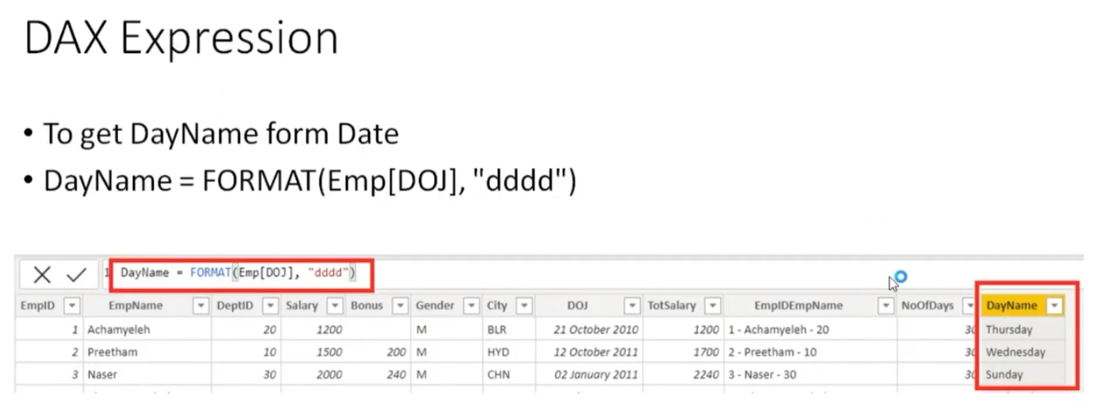 DAX Expression
• To get DayName form Date
• DayName = FORMAT(Emp[DOJ], "dddd")
1 DayName = FORMAT(Emp[DOJ], "dddd")
EmpID EmpName DeptID Salary Bonus Gender City DOJ TotSalary EmpIDEmpName NoOfDays DayName
1 Achamyeleh 20 1200 M BLR 21 October 2010 1200 1 - Achamyeleh - 20 30 Thursday
2 Preetham 10 1500 200 M HYD 12 October 2011 1700 2 - Preetham - 10 30 Wednesday
3 Naser 30 2000 240 M CHN 02 January 2011 2240 3 - Naser - 30 30 Sunday